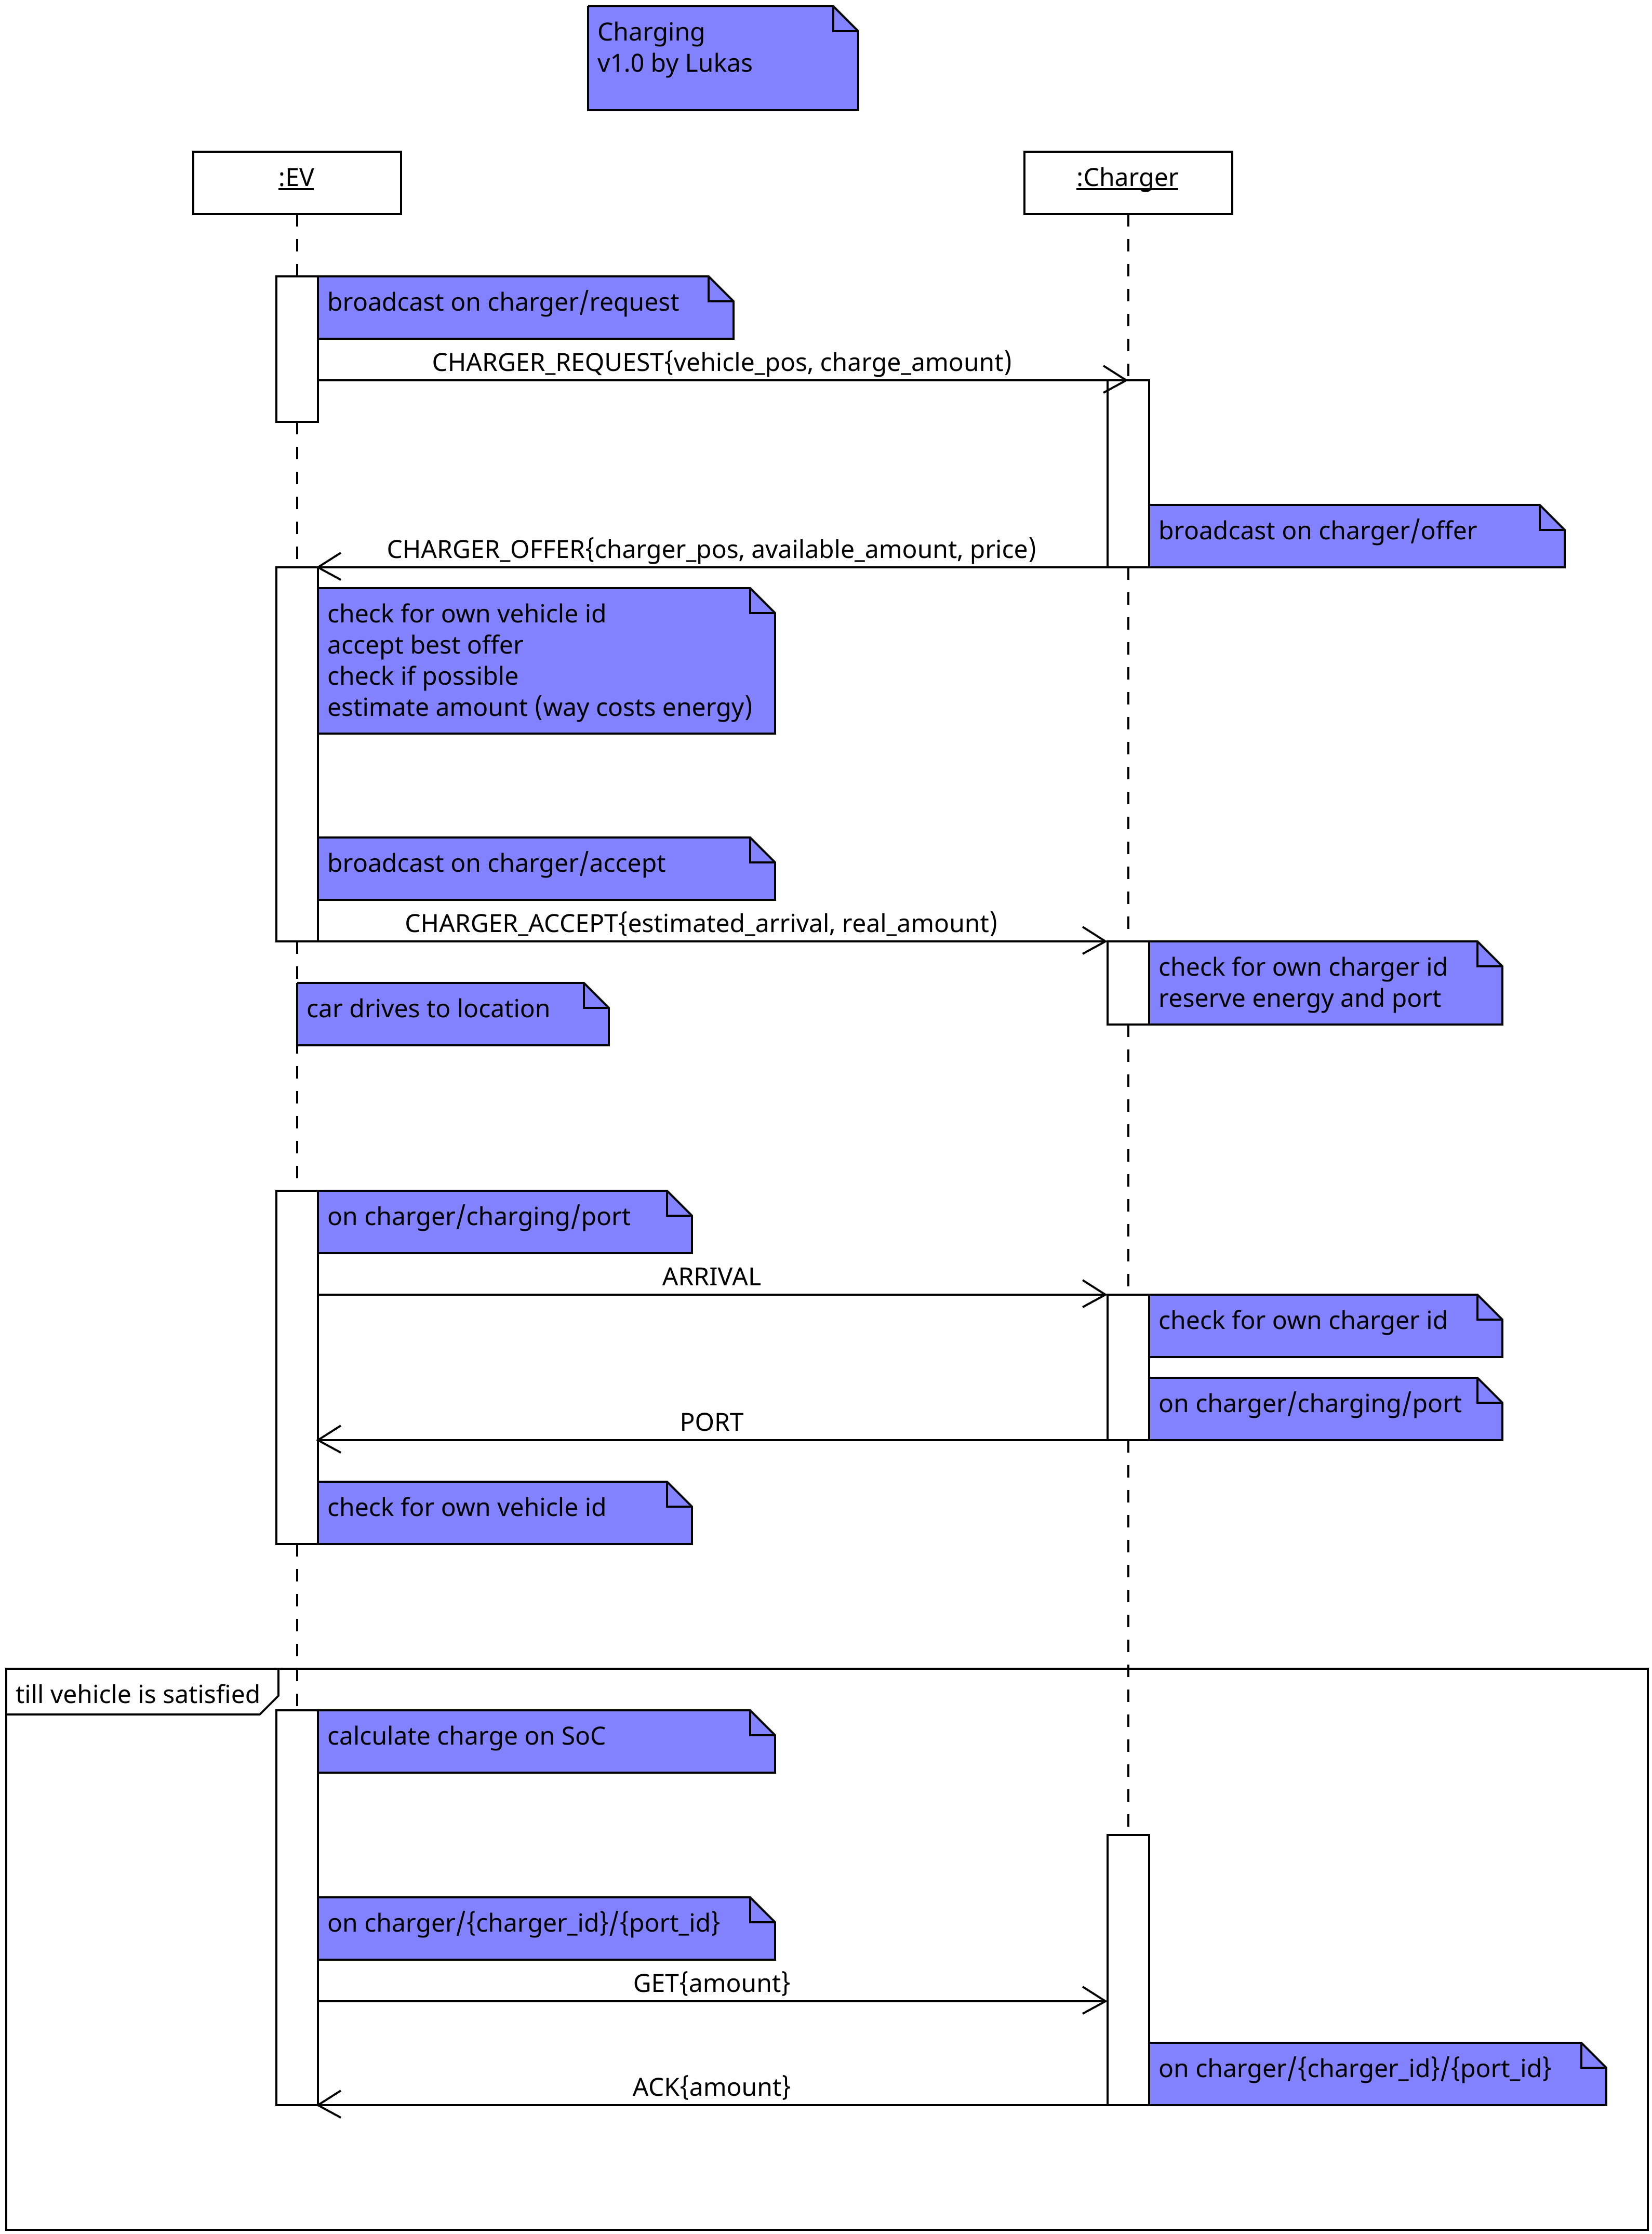 Charging
v1.0 by Lukas
:EV
:Charger
broadcast on charger/request
CHARGER_REQUEST{vehicle_pos, charge_amount)
broadcast on charger/offer
CHARGER_OFFER{charger_pos, available_amount, price)
check for own vehicle id
accept best offer
check if possible
estimate amount (way costs energy)
broadcast on charger/accept
CHARGER_ACCEPT{estimated_arrival, real_amount)
check for own charger id
reserve energy and port
car drives to location
on charger/charging/port
ARRIVAL
check for own charger id
on charger/charging/port
PORT
check for own vehicle id
till vehicle is satisfied
calculate charge on SoC
on charger/{charger_id}/{port_id}
GET{amount}
on charger/{charger_id}/{port_id}
ACK{amount}